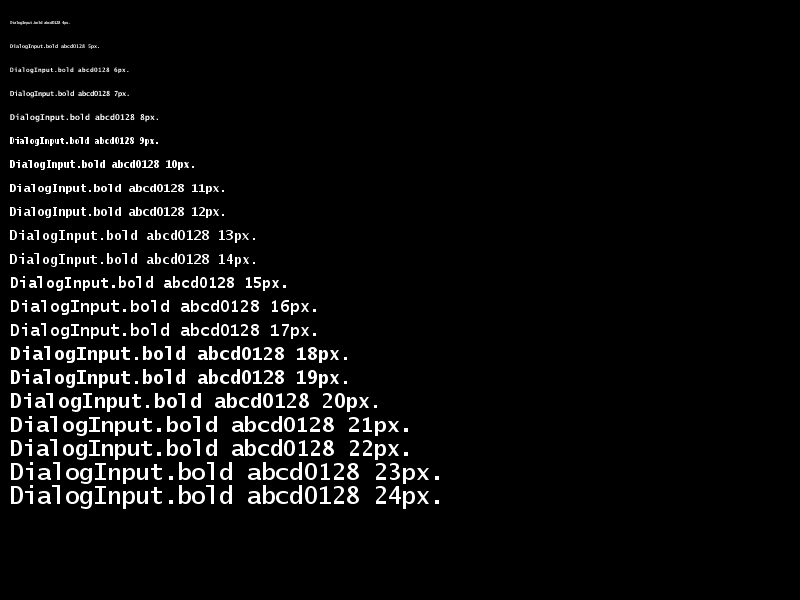 DialogInput.bold abcd0128 4px.
DialogInput.bold abcd0128 5px.
DialogInput.bold abcd0128 6px.
DialogInput.bold abcd0128 7px.
DialogInput.bold abcd0128 8px.
DialogInput.bold abcd0128 9px.
DialogInput.bold abcd0128 10px.
DialogInput.bold abcd0128 11px.
DialogInput.bold abcd0128 12px.
DialogInput.bold abcd0128 13px.
DialogInput.bold abcd0128 14px.
DialogInput.bold abcd0128 15px.
DialogInput.bold abcd0128 16px.
DialogInput.bold abcd0128 17px.
DialogInput.bold abcd0128 18px.
DialogInput.bold abcd0128 19px.
DialogInput.bold abcd0128 20px.
DialogInput.bold abcd0128 21px.
DialogInput.bold abcd0128 22px.
DialogInput.bold abcd0128 23px.
DialogInput.bold abcd0128 24px.